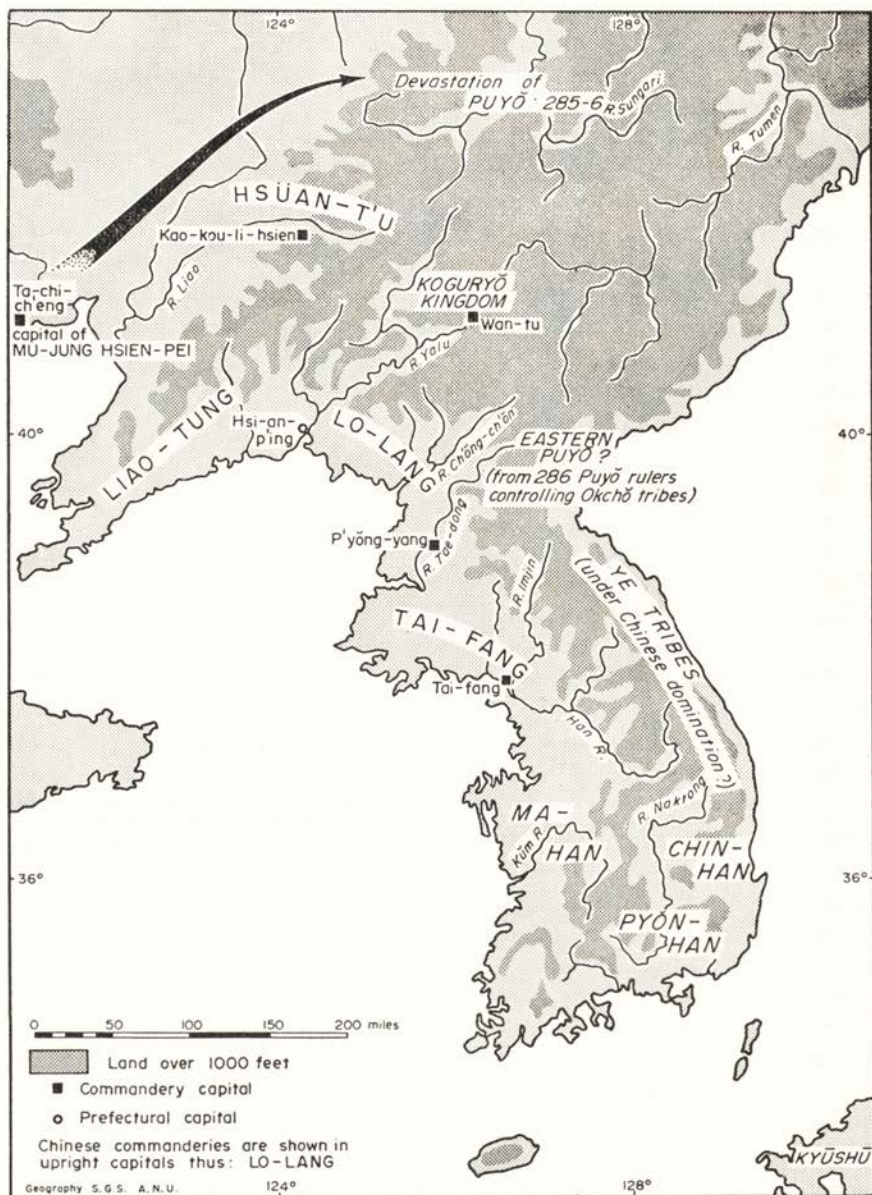 124°
128°
Devastation of
PUYŎ 285-6
R. Sungari
R. Tumen
HSÜAN-T'U
Kao-kou-li-hsien
R. Liao
Ta-chi-
ch'eng
capital of
MU-JUNG HSIEN-PEI
KOGURYŎ
KINGDOM
Wan-tu
R. Yalu
40°
40°
LIAO-TUNG
Hsi-an-
p'ing
LO-LANG
R. Chŏng-ch'ŏn
EASTERN
PUYŎ ?
(from 286 Puyŏ rulers
controlling Okchŏ tribes)
P'yŏng-yang
R. Tae-dong
R. Imjin
YE TRIBES
(under Chinese domination?)
TAI-FANG
Tai-fang
Han R.
R. Naktong
MA-
HAN
Kŭm R.
CHIN-
HAN
36°
36°
PYŎN-
HAN
0 50 100 150 200 miles
Land over 1000 feet
Commandery capital
Prefectural capital
Chinese commanderies are shown in
upright capitals thus: LO-LANG
KYŪSHŪ
Geography S.G.S. A.N.U.
124°
128°